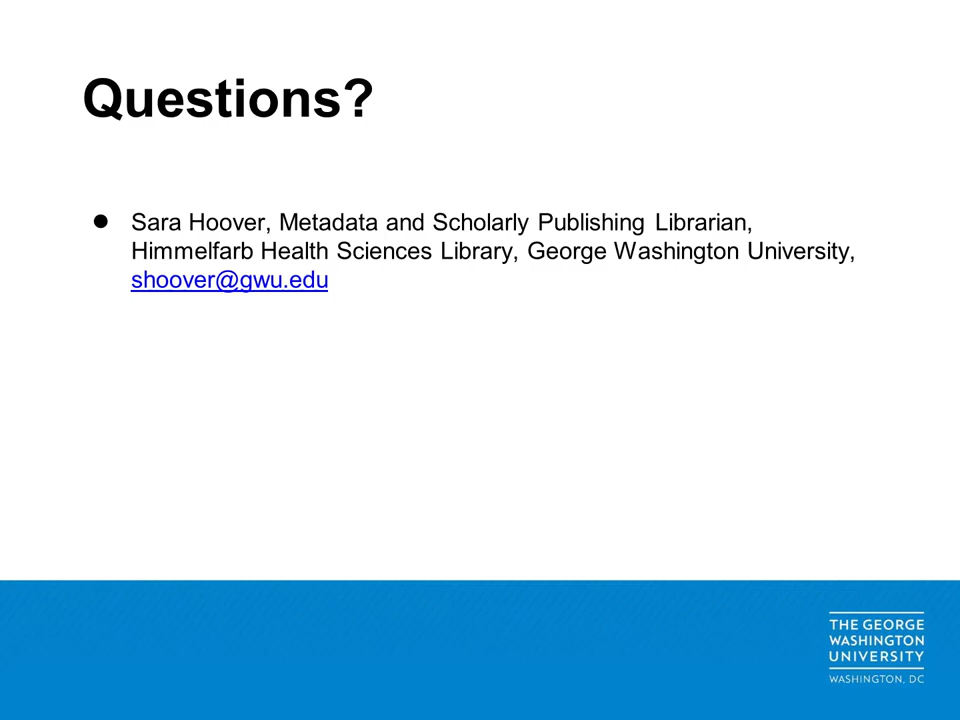 Questions?
● Sara Hoover, Metadata and Scholarly Publishing Librarian,
Himmelfarb Health Sciences Library, George Washington University,
shoover@gwu.edu
THE GEORGE
WASHINGTON
UNIVERSITY
WASHINGTON, DC